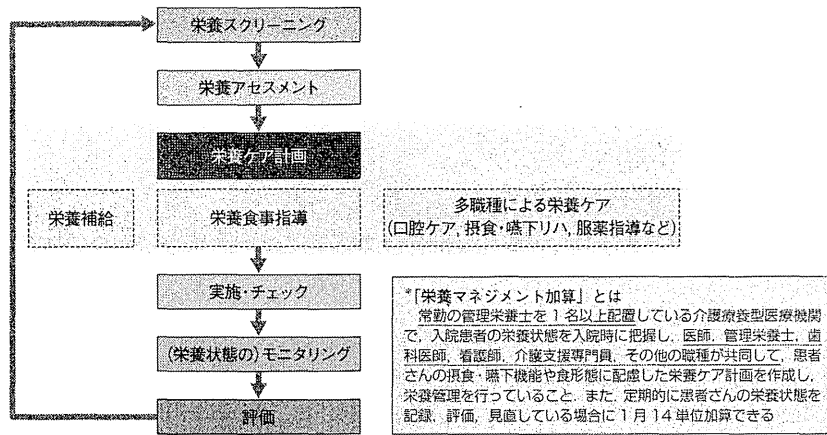 栄養スクリーニング
栄養アセスメント
栄養ケア計画
栄養補給
栄養食事指導
多職種による栄養ケア
(口腔ケア, 摂食・嚥下リハ, 服薬指導など)
実施・チェック
(栄養状態の)モニタリング
評価
*「栄養マネジメント加算」とは
常勤の管理栄養士を1名以上配置している介護療養型医療機関
で, 入院患者の栄養状態を入院時に把握し, 医師, 管理栄養士, 歯
科医師, 看護師, 介護支援専門員, その他の職種が共同して, 患者
さんの摂食・嚥下機能や食形態に配慮した栄養ケア計画を作成し,
栄養管理を行っていること. また, 定期的に患者さんの栄養状態を
記録, 評価, 見直している場合に1月14単位加算できる